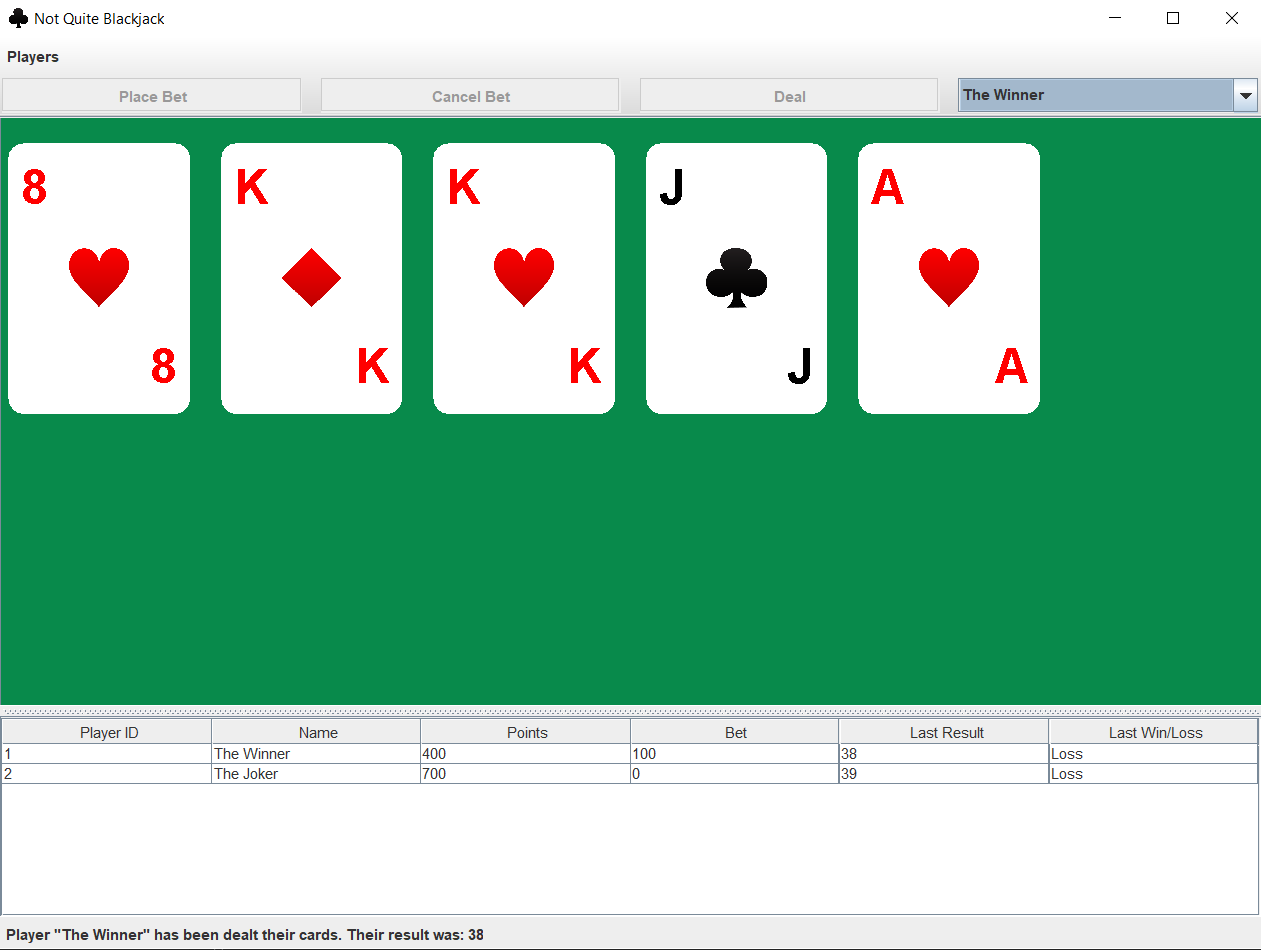 Not Quite Blackjack
Players
Place Bet Cancel Bet Deal The Winner
8 K K J A
8 K K J A
Player ID Name Points Bet Last Result Last Win/Loss
1 The Winner 400 100 38 Loss
2 The Joker 700 0 39 Loss
Player "The Winner" has been dealt their cards. Their result was: 38